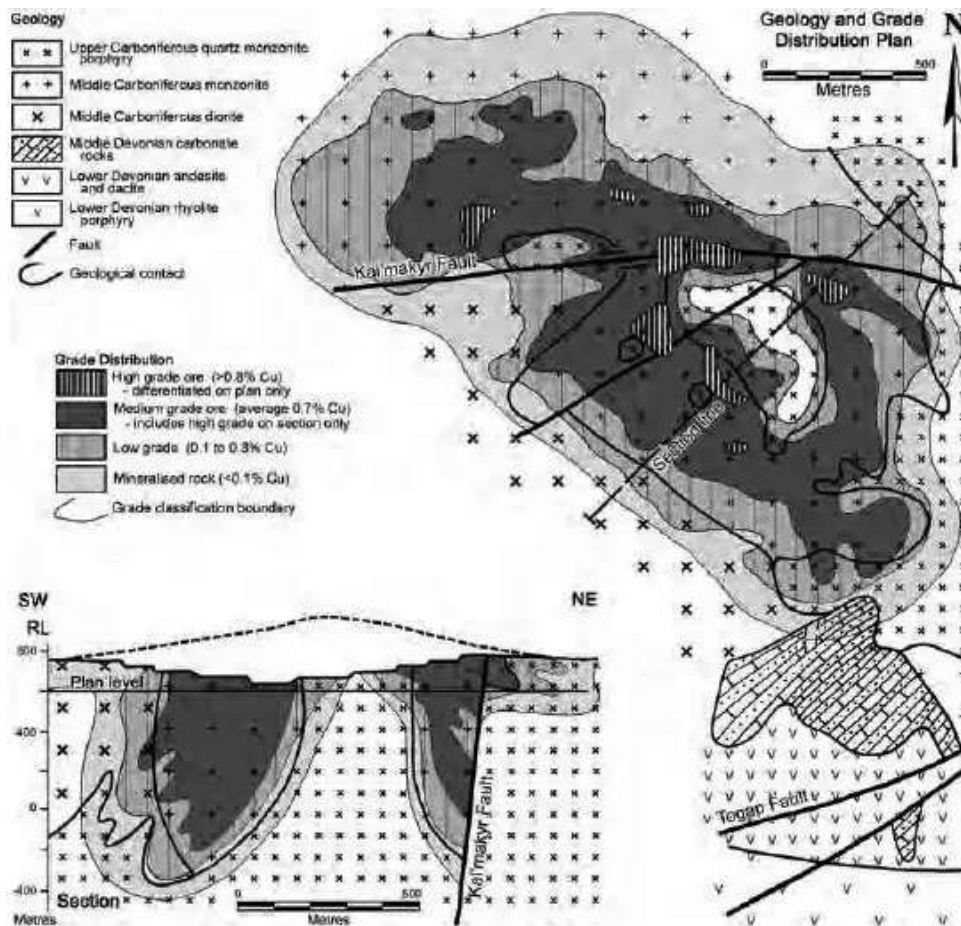 Geology
Upper Carboniferous quartz monzonite
porphyry
Middle Carboniferous monzonite
Middle Carboniferous diorite
Middle Devonian carbonate
rocks
Lower Devonian andesite
and dacite
Lower Devonian rhyolite
porphyry
Fault
Geological contact
Geology and Grade
Distribution Plan
N
0
500
Metres
Kal'makyr Fault
Grade Distribution
High grade ore (>0.8% Cu)
- differentiated on plan only
Medium grade ore (average 0.7% Cu)
- includes high grade on section only
Low grade (0.1 to 0.3% Cu)
Mineralised rock (<0.1% Cu)
Grade classification boundary
Section line
SW
NE
RL
Plan level
400
0
-400
Metres
Section
0
500
Metres
Kal'makyr Fault
Togap Fault